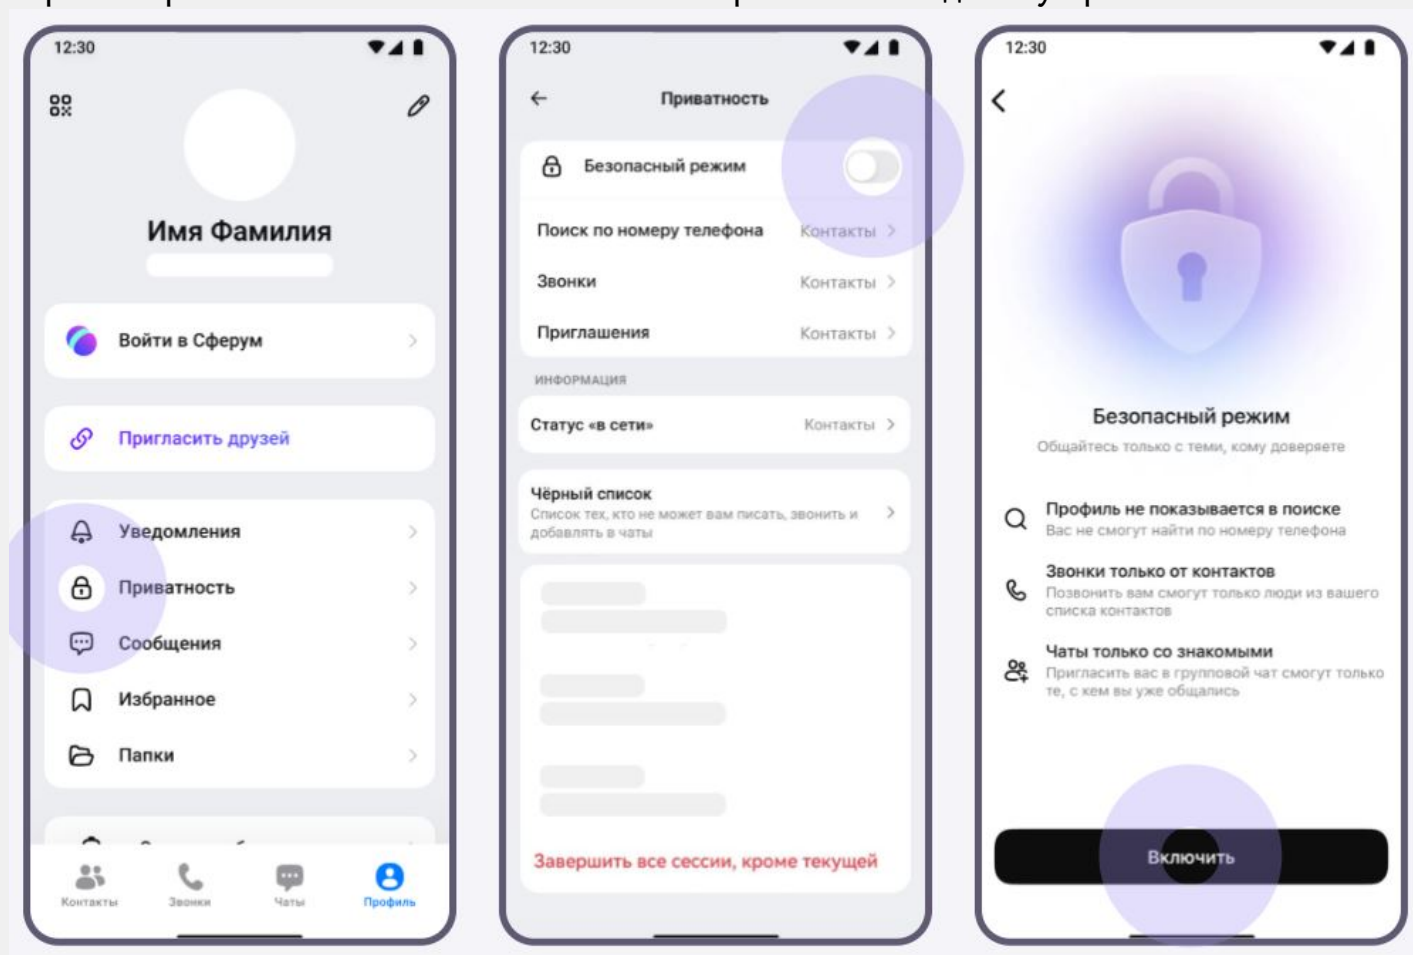 12:30
Имя Фамилия
Войти в Сферум
Пригласить друзей
Уведомления
Приватность
Сообщения
Избранное
Папки
Контакты
Звонки
Чаты
Профиль
12:30
Приватность
Безопасный режим
Поиск по номеру телефона
Контакты
Звонки
Контакты
Приглашения
Контакты
ИНФОРМАЦИЯ
Статус «в сети»
Контакты
Чёрный список
Список тех, кто не может вам писать, звонить и
добавлять в чаты
Завершить все сессии, кроме текущей
12:30
Безопасный режим
Общайтесь только с теми, кому доверяете
Профиль не показывается в поиске
Вас не смогут найти по номеру телефона
Звонки только от контактов
Позвонить вам смогут только люди из вашего
списка контактов
Чаты только со знакомыми
Пригласить вас в групповой чат смогут только
те, с кем вы уже общались
Включить